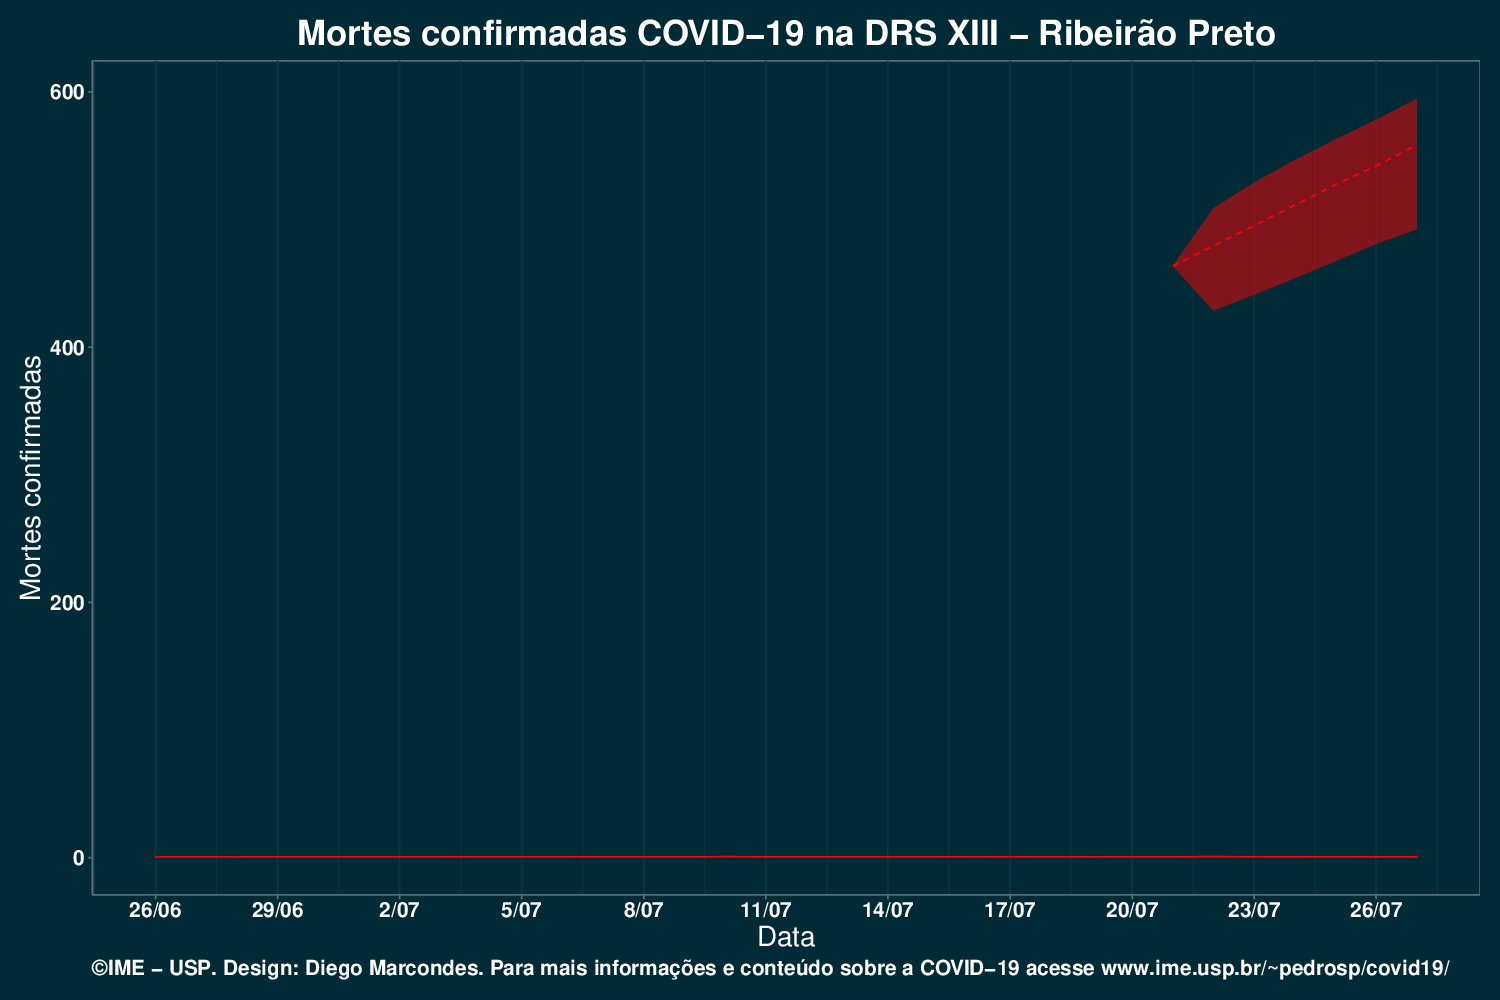 Mortes confirmadas COVID−19 na DRS XIII − Ribeirão Preto
600
400
200
0
Mortes confirmadas
26/06 29/06 2/07 5/07 8/07 11/07 14/07 17/07 20/07 23/07 26/07
Data
©IME − USP. Design: Diego Marcondes. Para mais informações e conteúdo sobre a COVID−19 acesse www.ime.usp.br/~pedrosp/covid19/